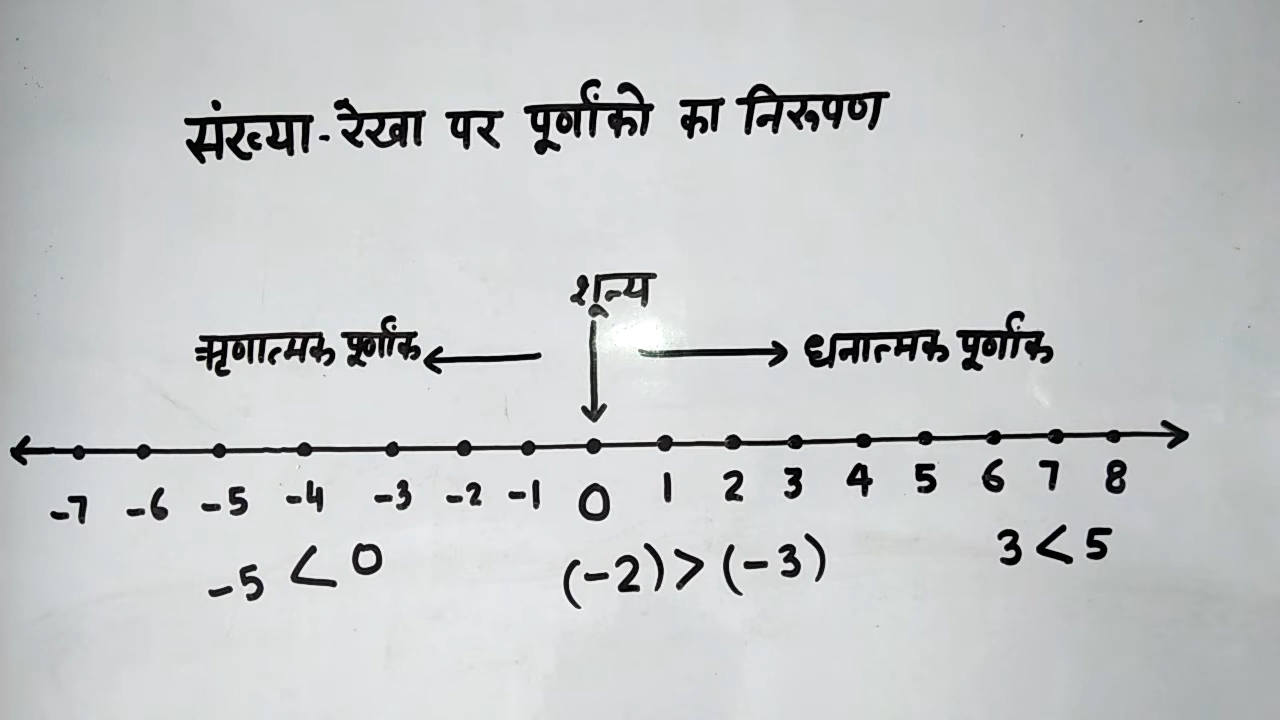 संख्या-रेखा पर पूर्णांको का निरूपण
शून्य
ऋणात्मक पूर्णांक
धनात्मक पूर्णांक
-7 -6 -5 -4 -3 -2 -1 0 1 2 3 4 5 6 7 8
-5 < 0 (-2) > (-3) 3 < 5